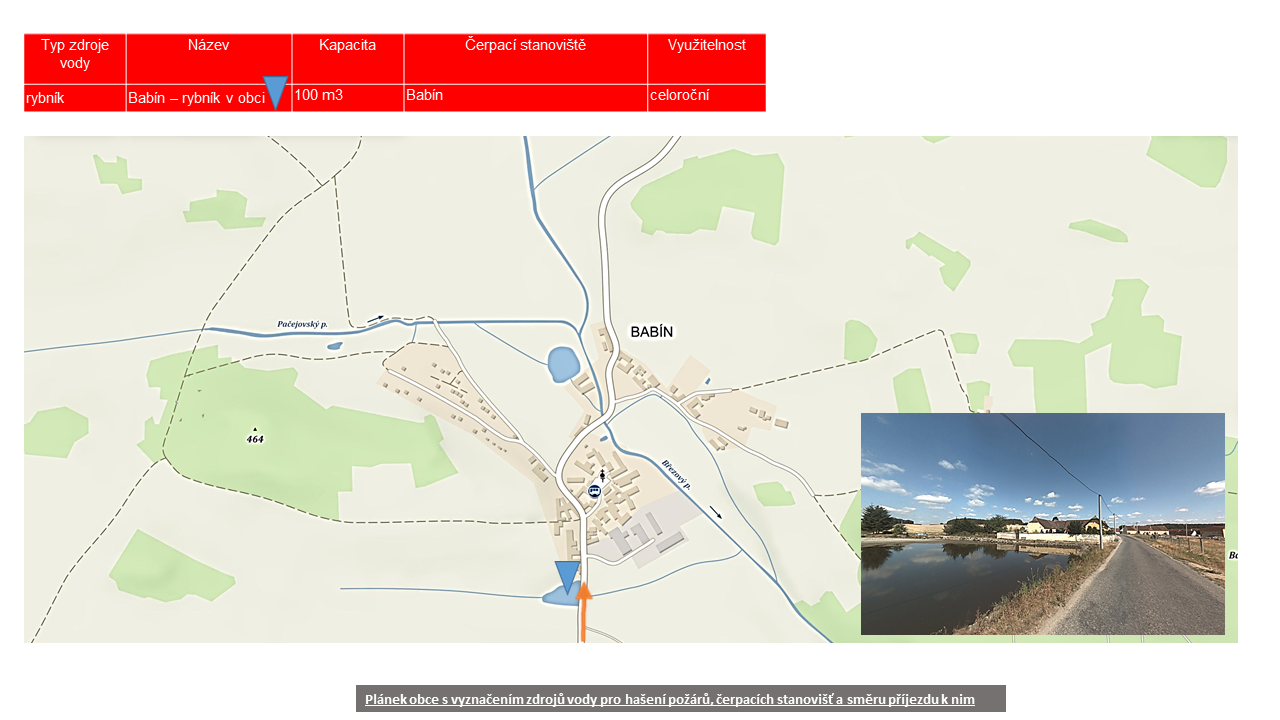 Typ zdroje
vody
Název
Kapacita
Čerpací stanoviště
Využitelnost
rybník
Babín – rybník v obci
100 m3
Babín
celoroční
Pačejovský p.
BABÍN
464
Březový p.
Plánek obce s vyznačením zdrojů vody pro hašení požárů, čerpacích stanovišť a směru příjezdu k nim